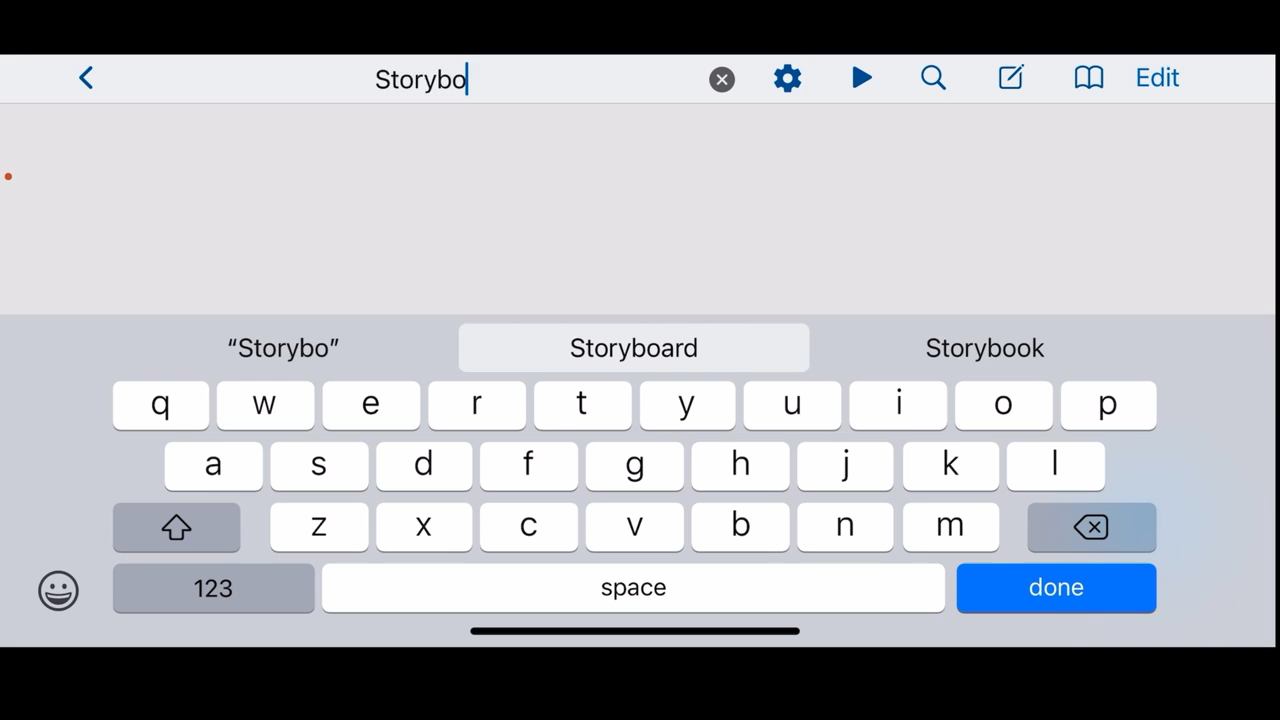 Storybo Edit
“Storybo” Storyboard Storybook
q w e r t y u i o p
a s d f g h j k l
z x c v b n m
123 space done